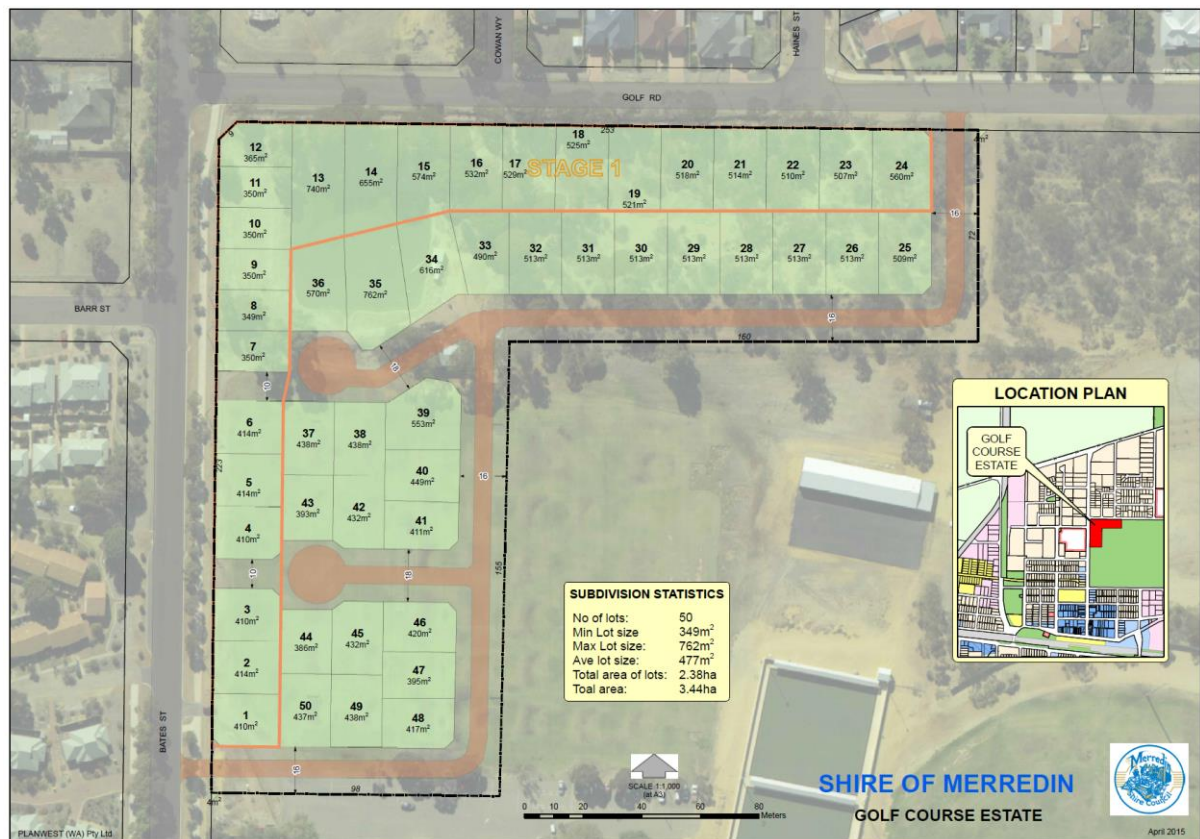 COWAN WY
HAINES ST
GOLF RD
BARR ST
BATES ST
9
253
4m²
STAGE 1
12
365m²
11
350m²
10
350m²
9
350m²
8
349m²
7
350m²
13
740m²
14
655m²
15
574m²
16
532m²
17
529m²
18
525m²
19
521m²
20
518m²
21
514m²
22
510m²
23
507m²
24
560m²
16
72
36
570m²
35
762m²
34
616m²
33
490m²
32
513m²
31
513m²
30
513m²
29
513m²
28
513m²
27
513m²
26
513m²
25
509m²
16
160
10
223
6
414m²
5
414m²
4
410m²
37
438m²
38
438m²
39
553m²
43
393m²
42
432m²
40
449m²
41
411m²
16
10
18
155
3
410m²
2
414m²
1
410m²
44
386m²
45
432m²
46
420m²
47
395m²
50
437m²
49
438m²
48
417m²
16
98
4m²
LOCATION PLAN
GOLF
COURSE
ESTATE
SUBDIVISION STATISTICS
No of lots: 50
Min Lot size 349m²
Max Lot size: 762m²
Ave lot size: 477m²
Total area of lots: 2.38ha
Toal area: 3.44ha
SCALE 1:1,000
(at A3)
0 10 20 40 60 80
Meters
SHIRE OF MERREDIN
GOLF COURSE ESTATE
Merredin
Shire Council
PLANWEST (WA) Pty Ltd
April 2015